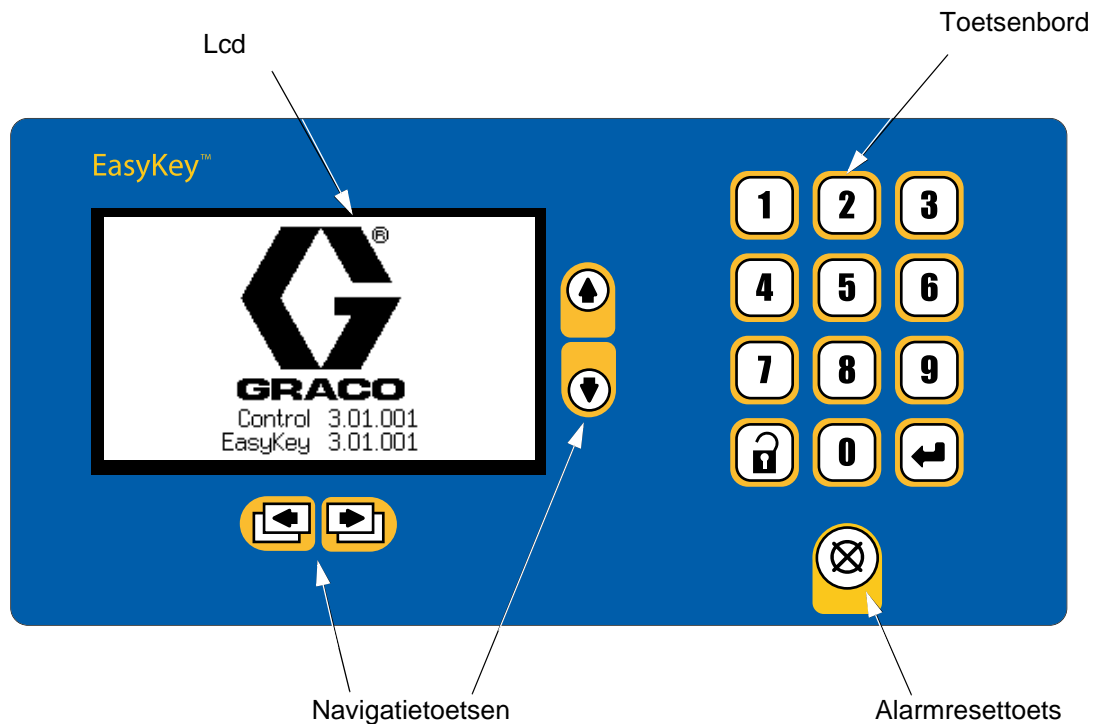 Toetsenbord
Lcd
EasyKey™
®
GRACO
Control 3.01.001
EasyKey 3.01.001
1 2 3
4 5 6
7 8 9
0
Navigatietoetsen
Alarmresettoets